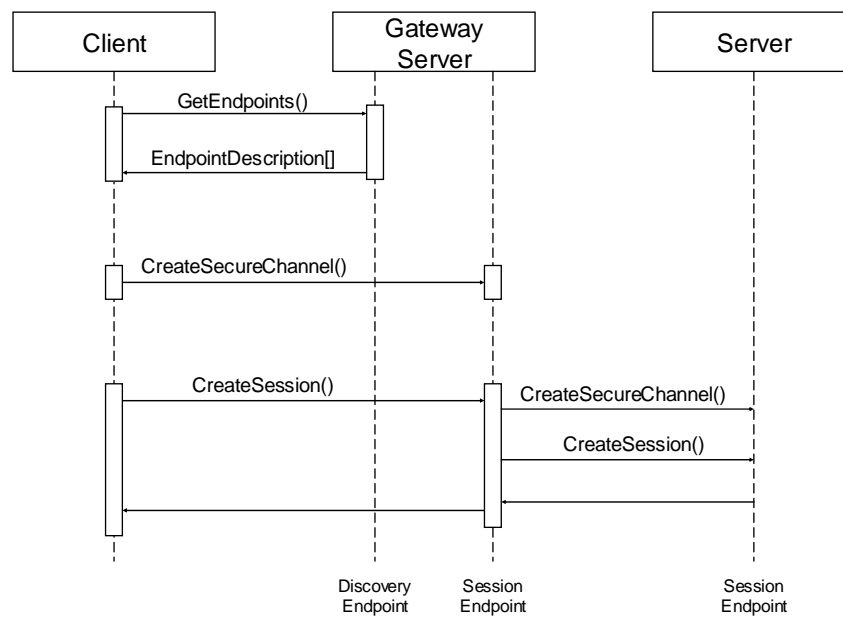 Client
Gateway
Server
Server
GetEndpoints()
EndpointDescription[]
CreateSecureChannel()
CreateSession()
CreateSecureChannel()
CreateSession()
Discovery
Endpoint
Session
Endpoint
Session
Endpoint